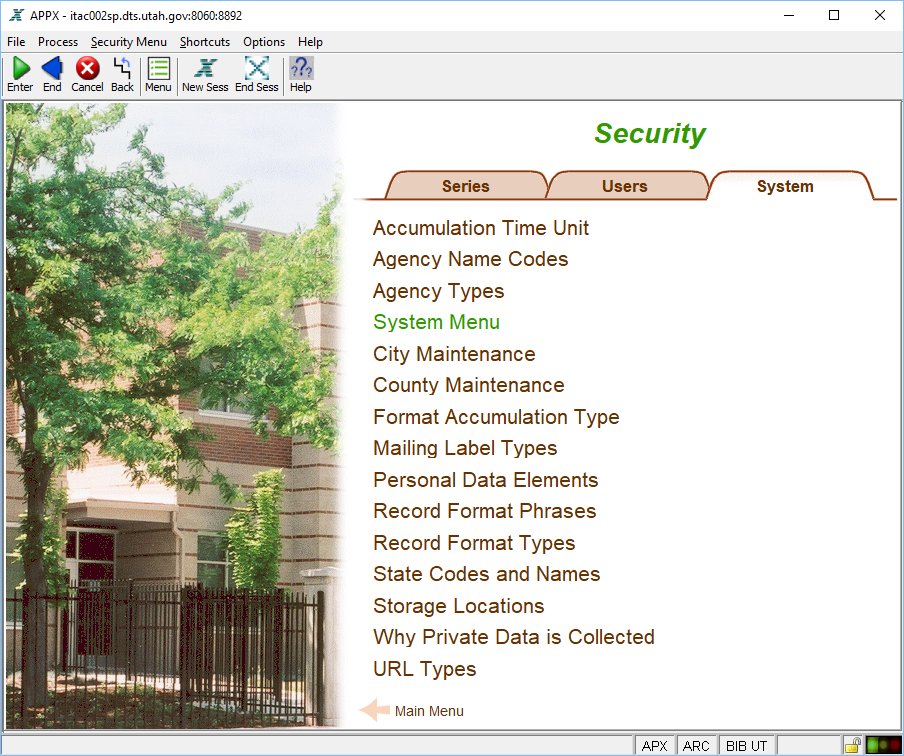 APPX - itac002sp.dts.utah.gov:8060:8892
File Process Security Menu Shortcuts Options Help
Enter End Cancel Back Menu New Sess End Sess Help
Security
Series Users System
Accumulation Time Unit
Agency Name Codes
Agency Types
System Menu
City Maintenance
County Maintenance
Format Accumulation Type
Mailing Label Types
Personal Data Elements
Record Format Phrases
Record Format Types
State Codes and Names
Storage Locations
Why Private Data is Collected
URL Types
Main Menu
APX ARC BIB UT